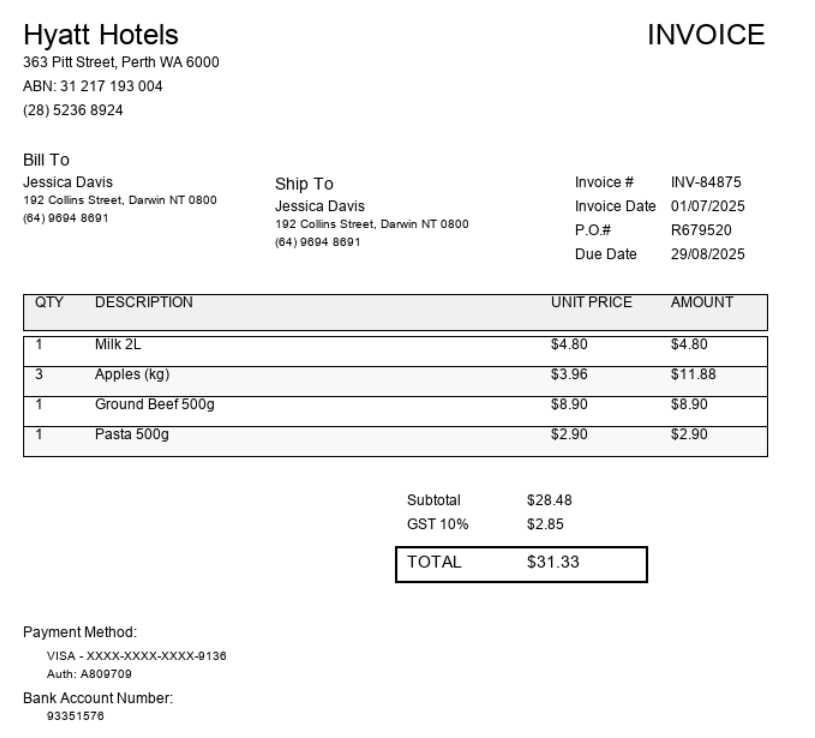 Hyatt Hotels
INVOICE
363 Pitt Street, Perth WA 6000
ABN: 31 217 193 004
(28) 5236 8924
Bill To
Jessica Davis
192 Collins Street, Darwin NT 0800
(64) 9694 8691
Ship To
Jessica Davis
192 Collins Street, Darwin NT 0800
(64) 9694 8691
Invoice # INV-84875
Invoice Date 01/07/2025
P.O.# R679520
Due Date 29/08/2025
QTY DESCRIPTION UNIT PRICE AMOUNT
1 Milk 2L $4.80 $4.80
3 Apples (kg) $3.96 $11.88
1 Ground Beef 500g $8.90 $8.90
1 Pasta 500g $2.90 $2.90
Subtotal $28.48
GST 10% $2.85
TOTAL $31.33
Payment Method:
VISA - XXXX-XXXX-XXXX-9136
Auth: A809709
Bank Account Number:
93351576